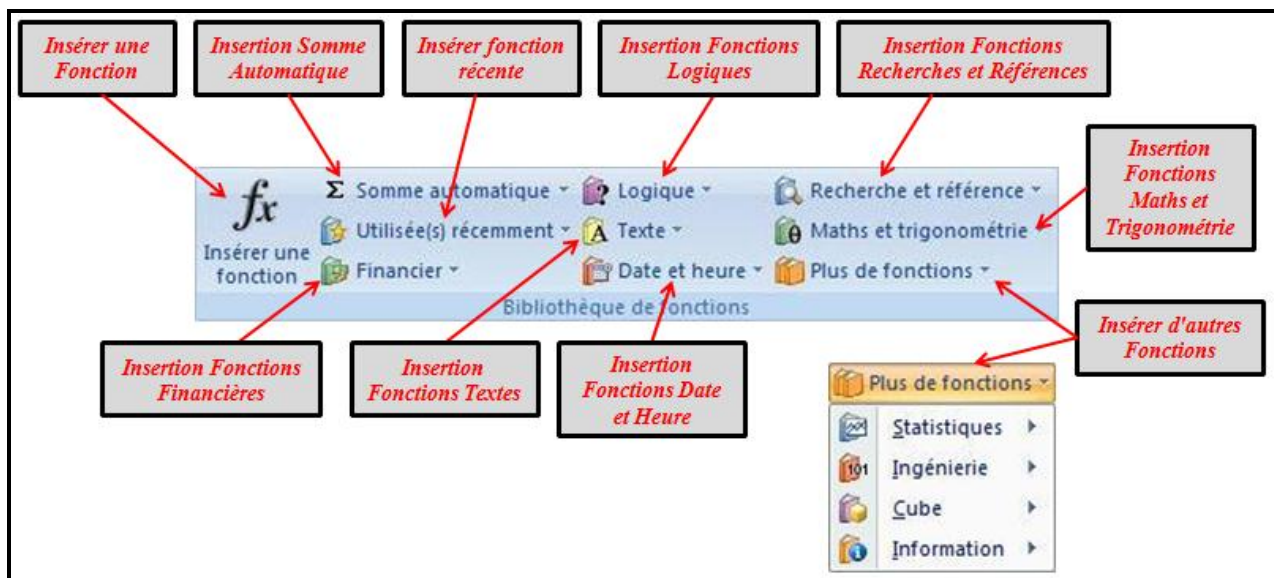 Insérer une
Fonction
Insertion Somme
Automatique
Insérer fonction
récente
Insertion Fonctions
Logiques
Insertion Fonctions
Recherches et Références
Insertion
Fonctions
Maths et
Trigonométrie
fx
Insérer une
fonction
Σ Somme automatique
Utilisée(s) récemment
Financier
? Logique
A Texte
Date et heure
Recherche et référence
θ Maths et trigonométrie
Plus de fonctions
Bibliothèque de fonctions
Insertion Fonctions
Financières
Insertion
Fonctions Textes
Insertion
Fonctions Date
et Heure
Insérer d'autres
Fonctions
Plus de fonctions
Statistiques
101 Ingénierie
Cube
Information